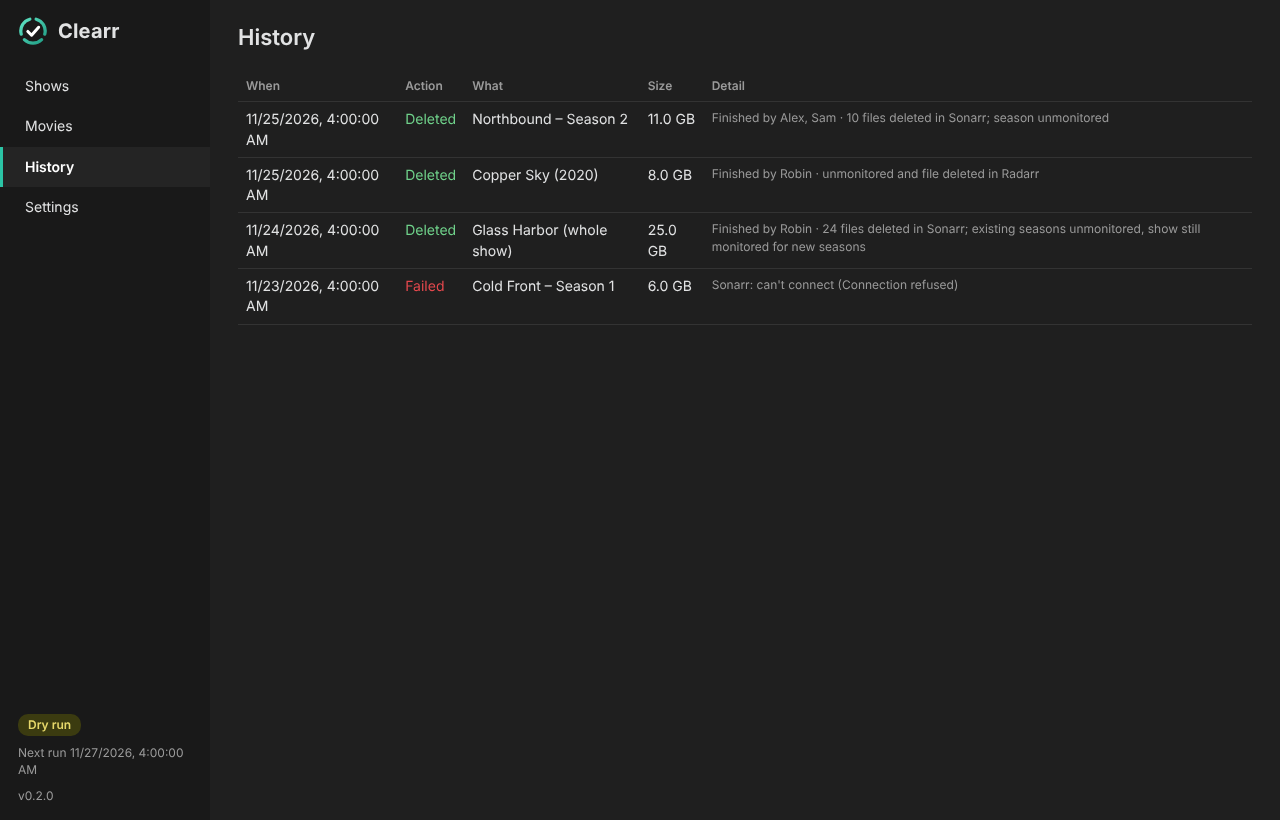 Clearr
Shows
Movies
History
Settings
Dry run
Next run 11/27/2026, 4:00:00
AM
v0.2.0
History
When Action What Size Detail
11/25/2026, 4:00:00 Deleted Northbound – Season 2 11.0 GB Finished by Alex, Sam · 10 files deleted in Sonarr; season unmonitored
AM
11/25/2026, 4:00:00 Deleted Copper Sky (2020) 8.0 GB Finished by Robin · unmonitored and file deleted in Radarr
AM
11/24/2026, 4:00:00 Deleted Glass Harbor (whole 25.0 Finished by Robin · 24 files deleted in Sonarr; existing seasons unmonitored, show still
AM show) GB monitored for new seasons
11/23/2026, 4:00:00 Failed Cold Front – Season 1 6.0 GB Sonarr: can't connect (Connection refused)
AM